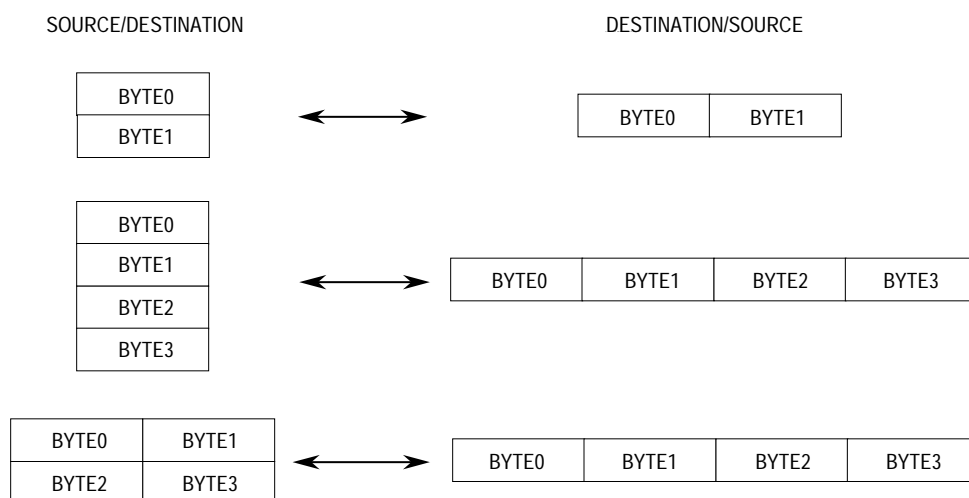 SOURCE/DESTINATION DESTINATION/SOURCE
BYTE0
BYTE1
BYTE0 BYTE1
BYTE0
BYTE1
BYTE2
BYTE3
BYTE0 BYTE1 BYTE2 BYTE3
BYTE0 BYTE1
BYTE2 BYTE3
BYTE0 BYTE1 BYTE2 BYTE3